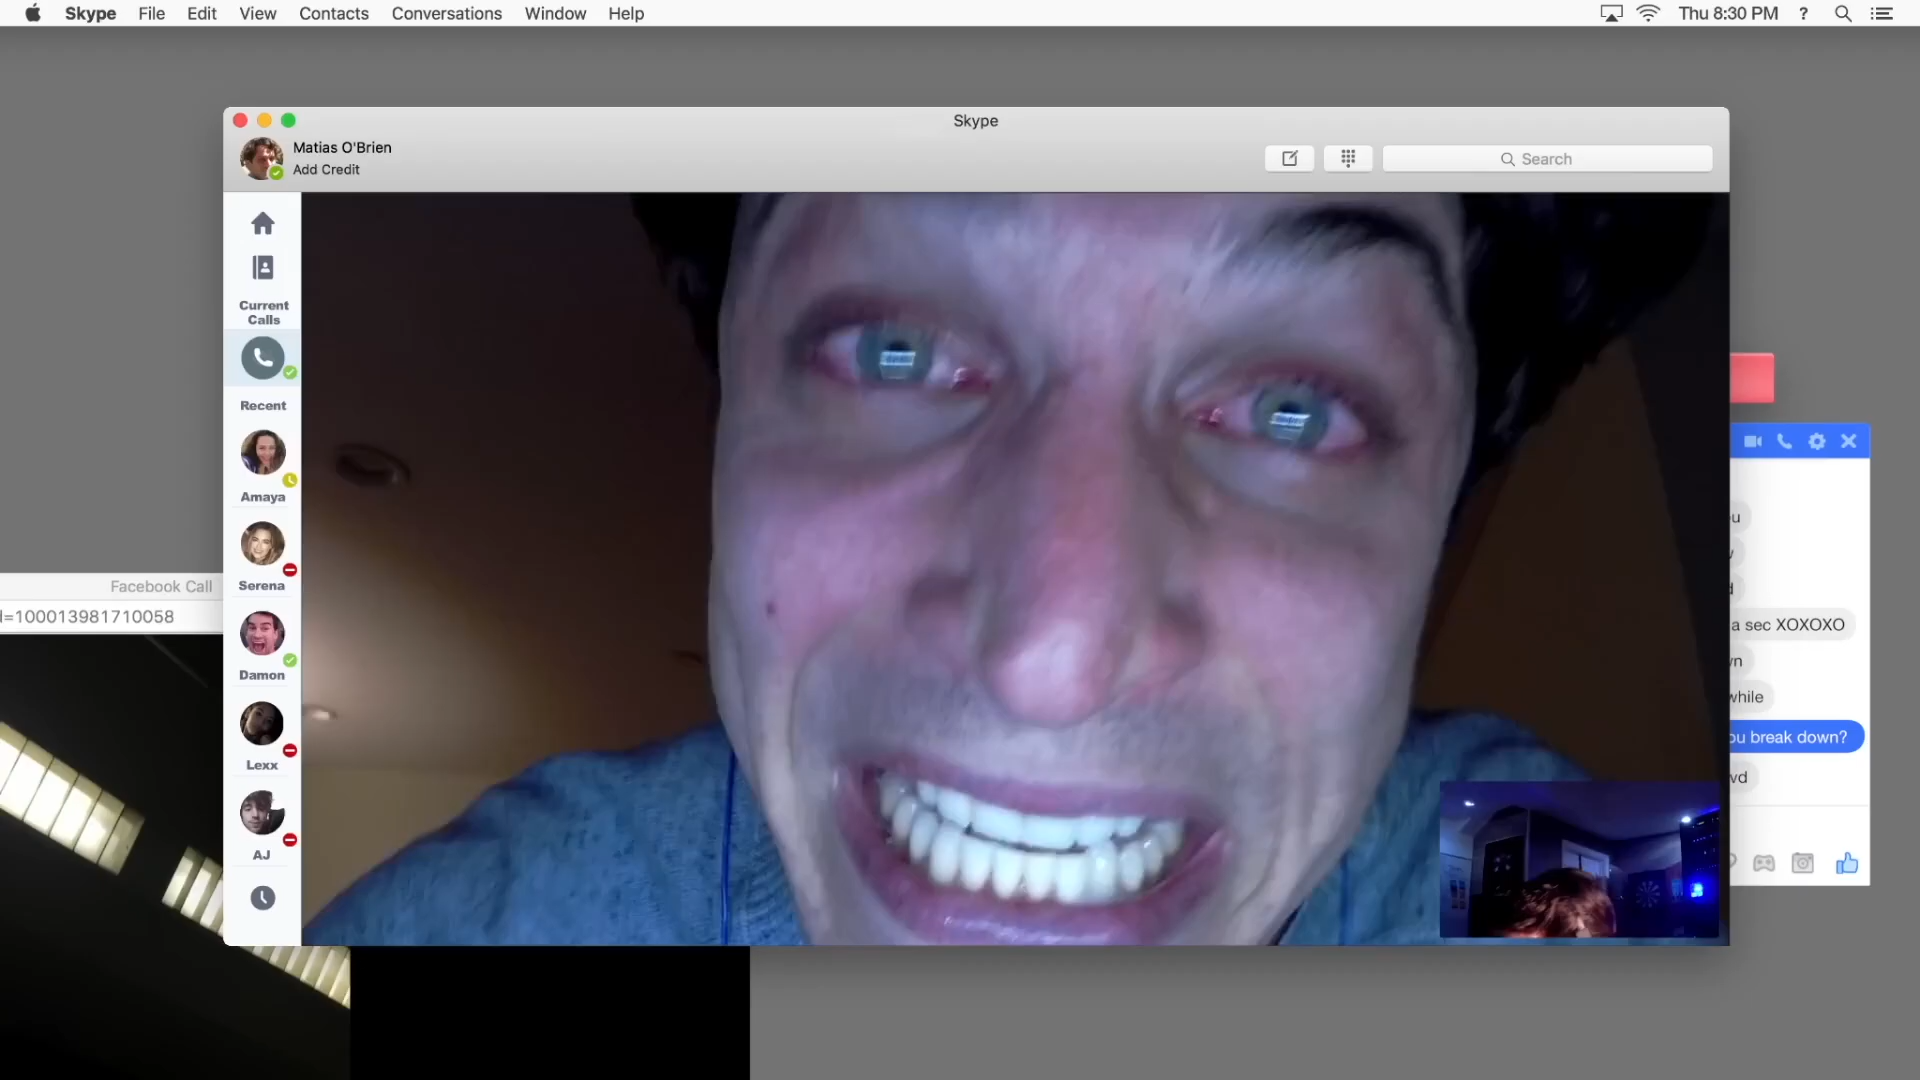 Skype File Edit View Contacts Conversations Window Help Thu 8:30 PM ?
Skype
Matias O'Brien
Add Credit
Search
Current
Calls
Recent
Amaya
Serena
Damon
Lexx
AJ
Facebook Call
d=100013981710058
a sec XOXOXO
while
ou break down?